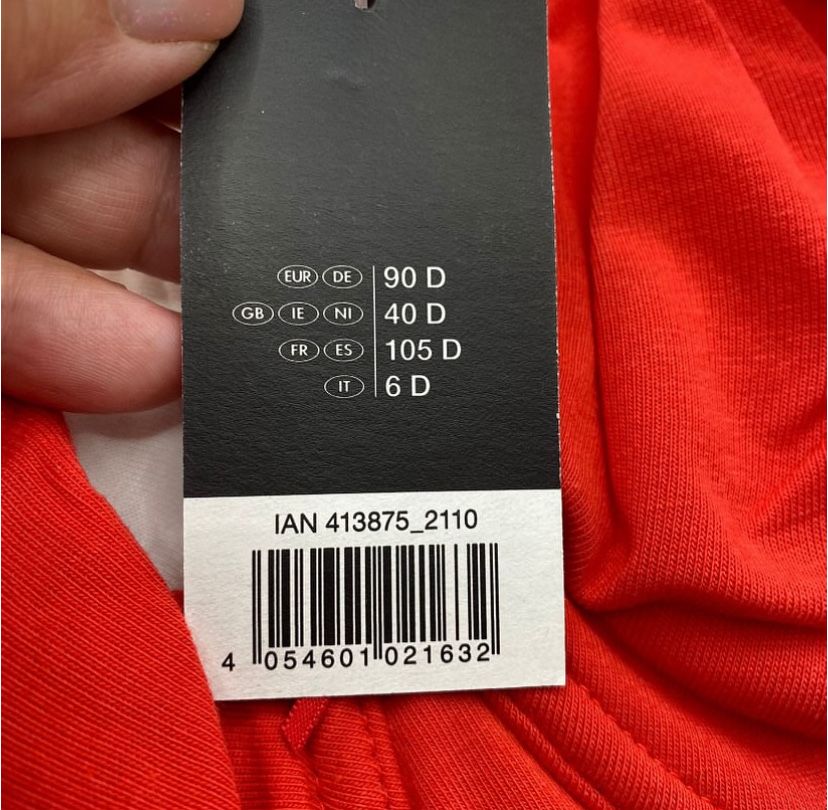 EUR DE 90 D
GB IE NI 40 D
FR ES 105 D
IT 6 D
IAN 413875_2110
4 054601 021632